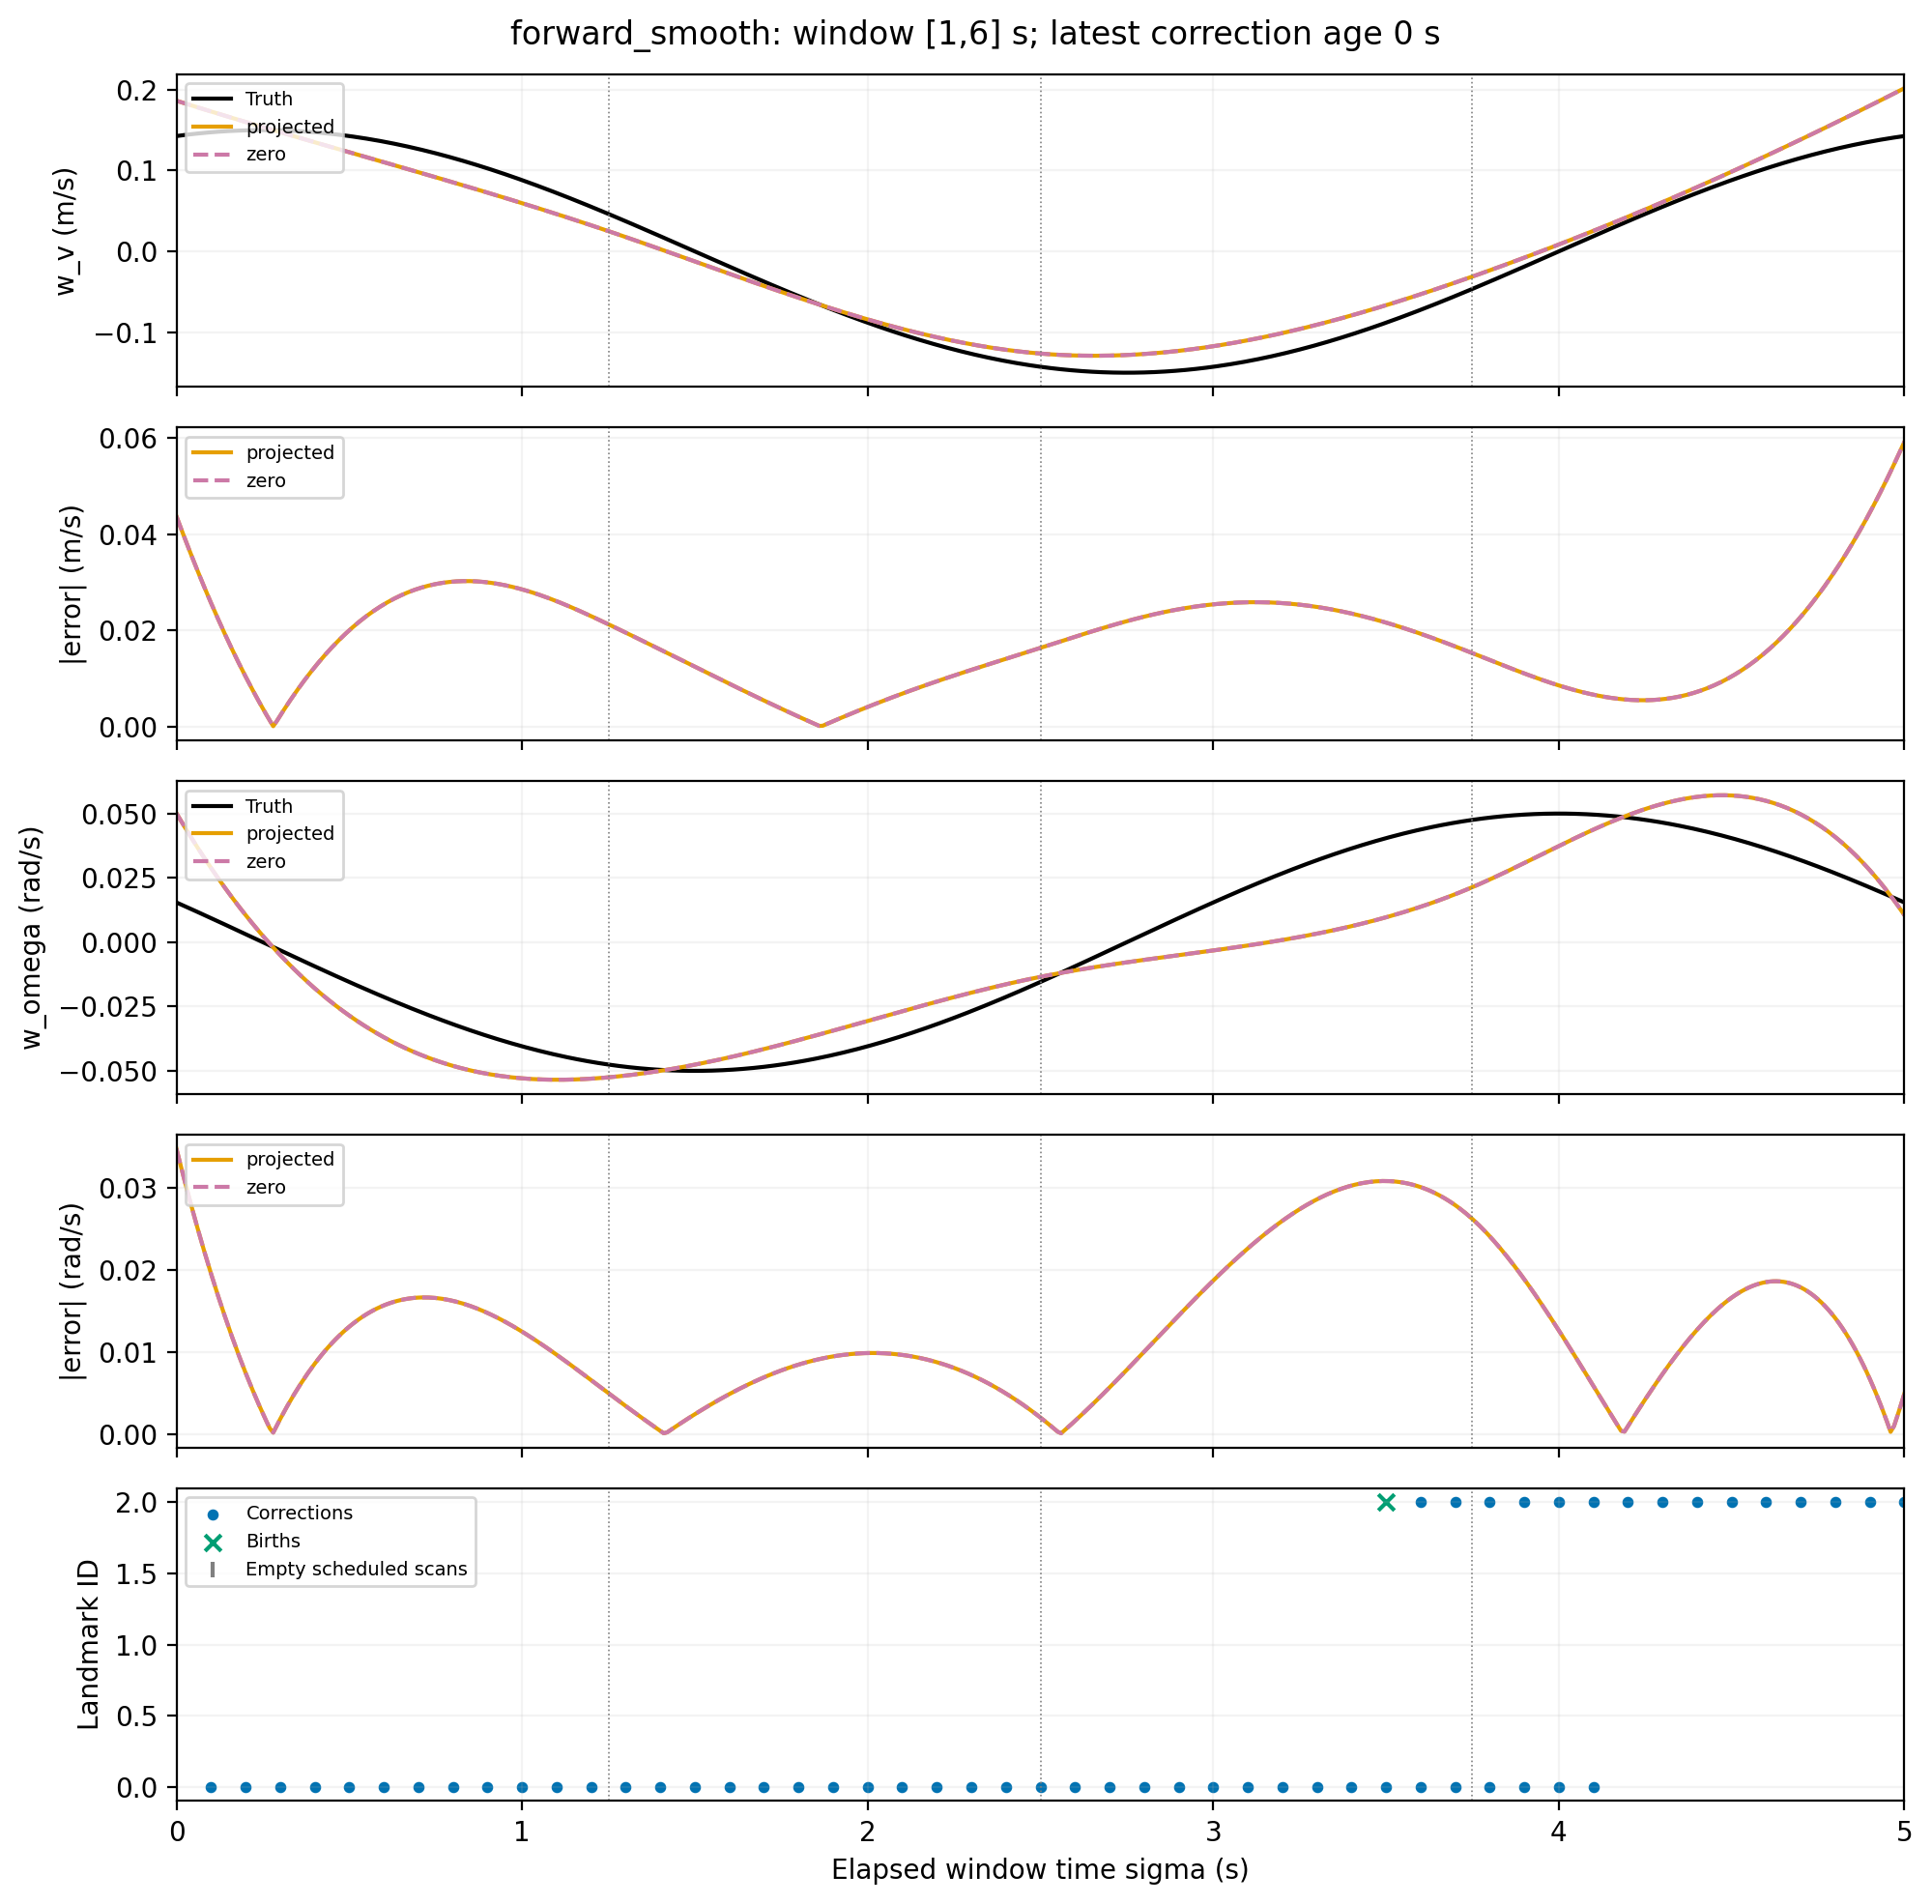 forward_smooth: window [1,6] s; latest correction age 0 s
w_v (m/s)
0.2
0.1
0.0
−0.1
Truth
projected
zero
|error| (m/s)
0.06
0.04
0.02
0.00
projected
zero
w_omega (rad/s)
0.050
0.025
0.000
−0.025
−0.050
Truth
projected
zero
|error| (rad/s)
0.03
0.02
0.01
0.00
projected
zero
Landmark ID
2.0
1.5
1.0
0.5
0.0
Corrections
Births
Empty scheduled scans
0 1 2 3 4 5
Elapsed window time sigma (s)